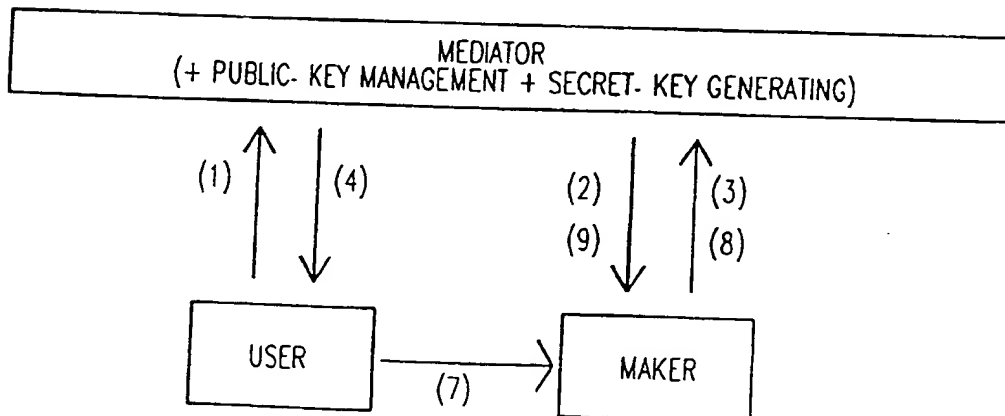 MEDIATOR
(+ PUBLIC- KEY MANAGEMENT + SECRET- KEY GENERATING)
(1)
(4)
(2)
(3)
(9)
(8)
USER
(7)
MAKER